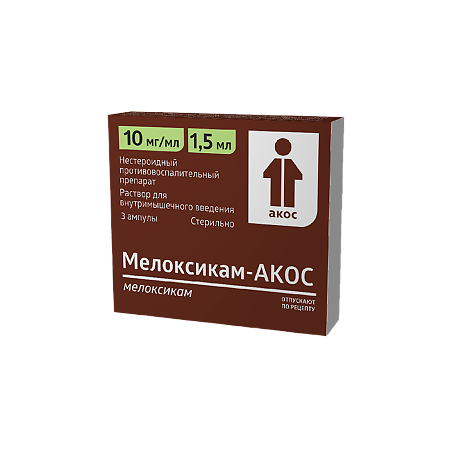 10 мг/мл 1,5 мл
Нестероидный
противовоспалительный
препарат
Раствор для
внутримышечного введения
3 ампулы Стерильно
акос
Мелоксикам-АКОС
мелоксикам
ОТПУСКАЮТ
ПО РЕЦЕПТУ